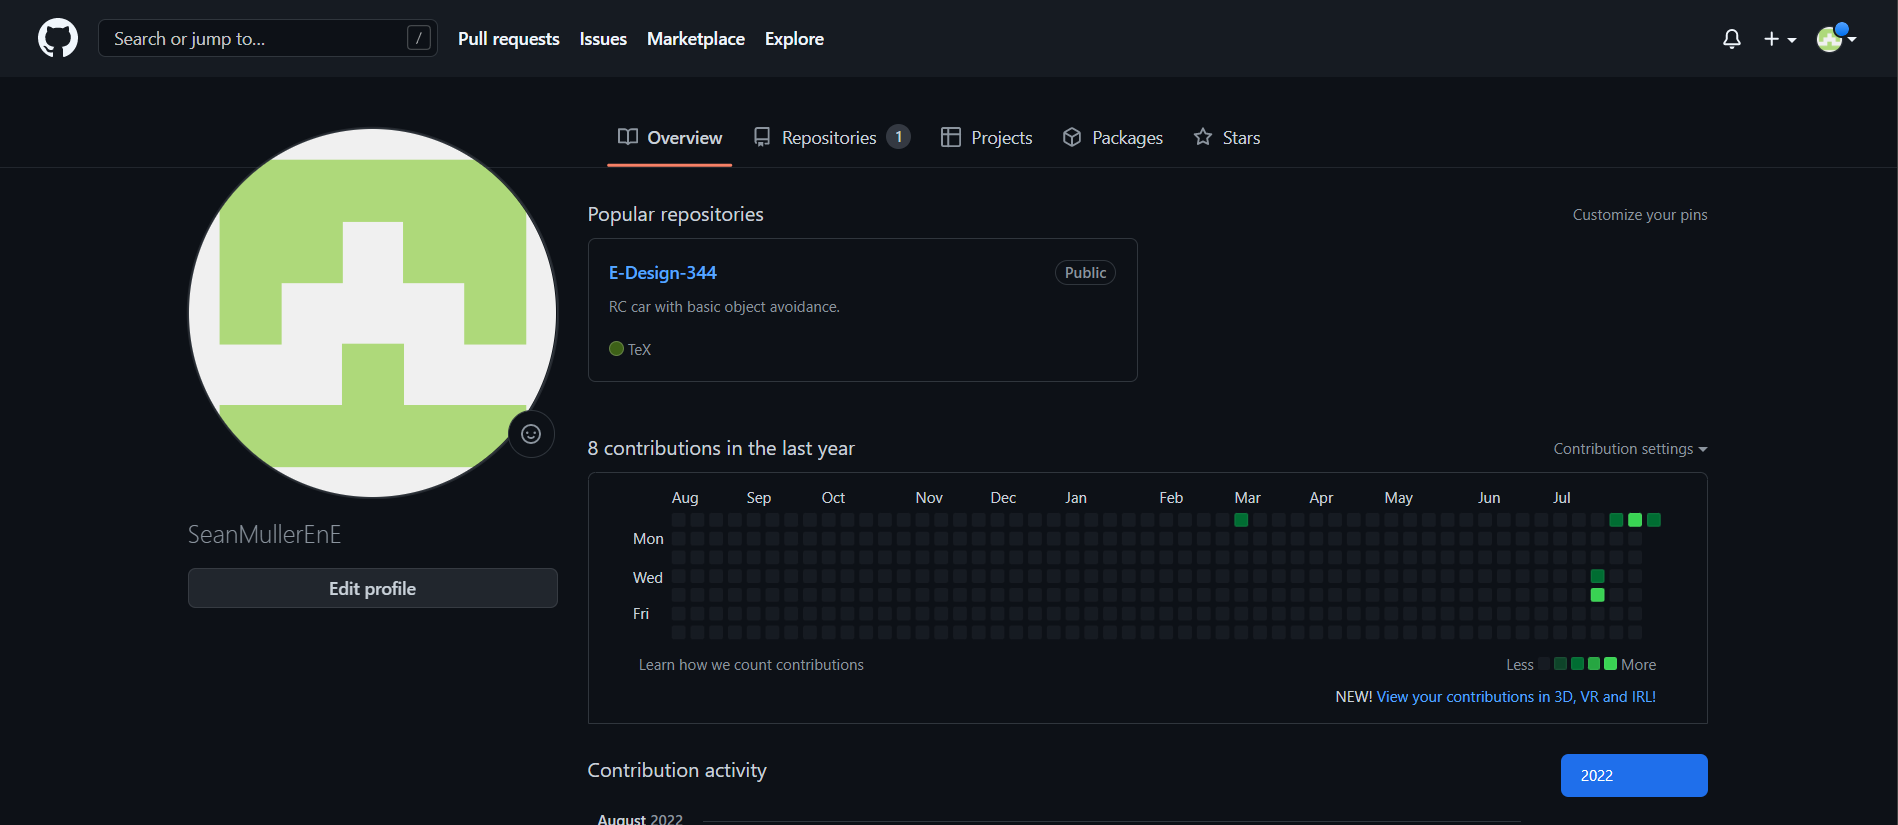 Search or jump to... / Pull requests Issues Marketplace Explore
Overview Repositories 1 Projects Packages Stars
Popular repositories Customize your pins
E-Design-344 Public
RC car with basic object avoidance.
TeX
SeanMullerEnE
Edit profile
8 contributions in the last year Contribution settings
Aug Sep Oct Nov Dec Jan Feb Mar Apr May Jun Jul
Mon
Wed
Fri
Learn how we count contributions Less More
NEW! View your contributions in 3D, VR and IRL!
Contribution activity 2022
August 2022